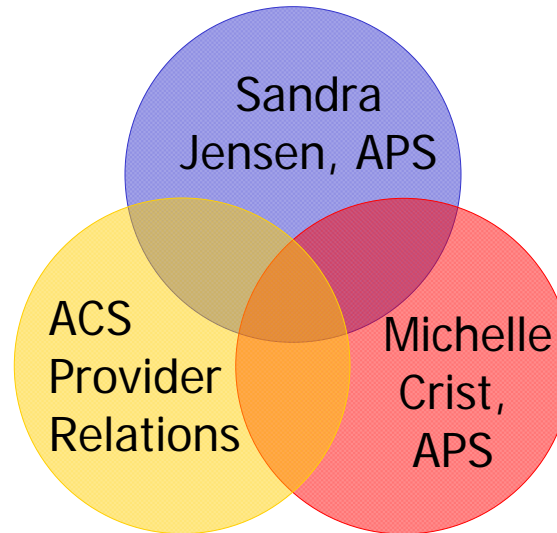 Sandra
Jensen, APS
ACS
Provider
Relations
Michelle
Crist,
APS